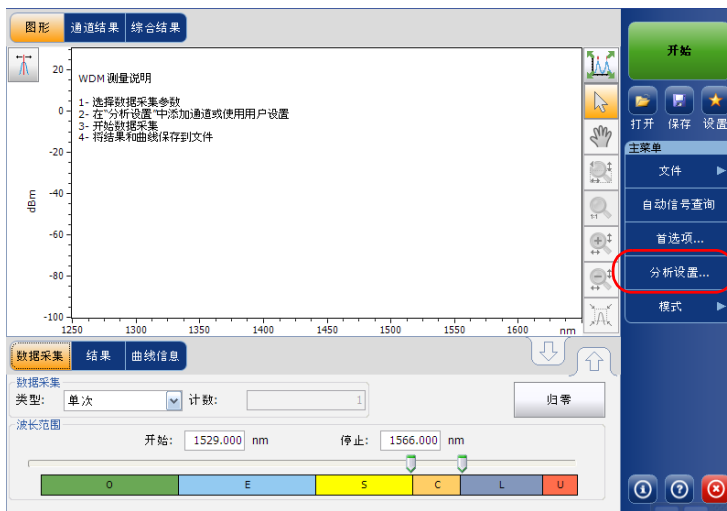 图形 通道结果 综合结果
20
0
-20
-40
-60
-80
-100
dBm
WDM 测量说明
1- 选择数据采集参数
2- 在"分析设置"中添加通道或使用用户设置
3- 开始数据采集
4- 将结果和曲线保存到文件
1250 1300 1350 1400 1450 1500 1550 1600 nm
1:1
数据采集 结果 曲线信息
数据采集
类型: 单次 计数: 1 归零
波长范围
开始: 1529.000 nm 停止: 1566.000 nm
O E S C L U
开始
打开 保存 设置
主菜单
文件
自动信号查询
首选项...
分析设置...
模式